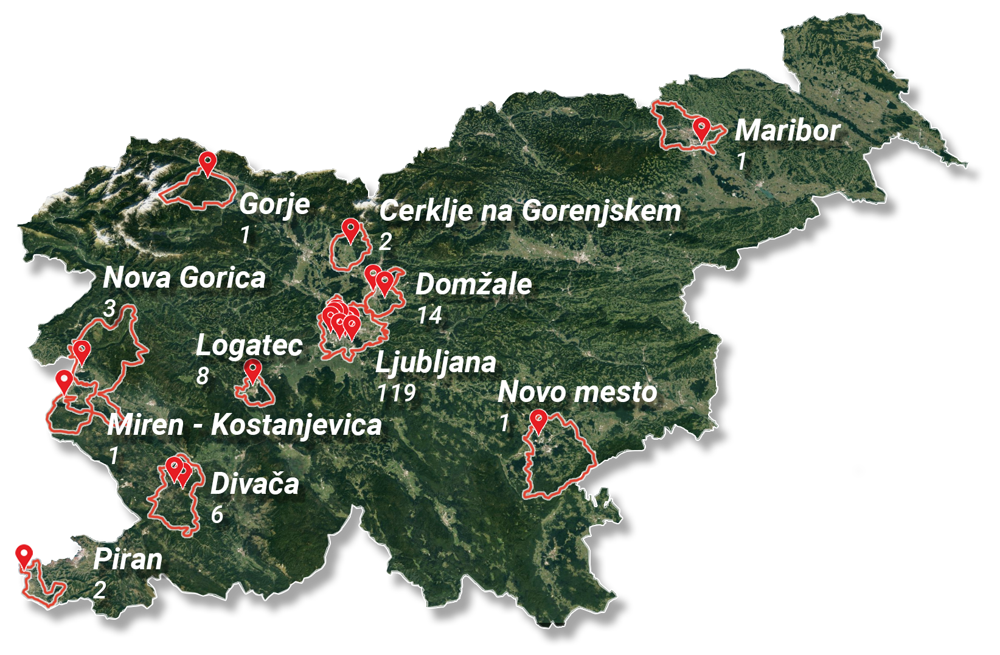 Maribor
1
Gorje
1
Cerklje na Gorenjskem
2
Nova Gorica
3
Domžale
14
Logatec
8
Ljubljana
119
Novo mesto
1
Miren - Kostanjevica
1
Divača
6
Piran
2